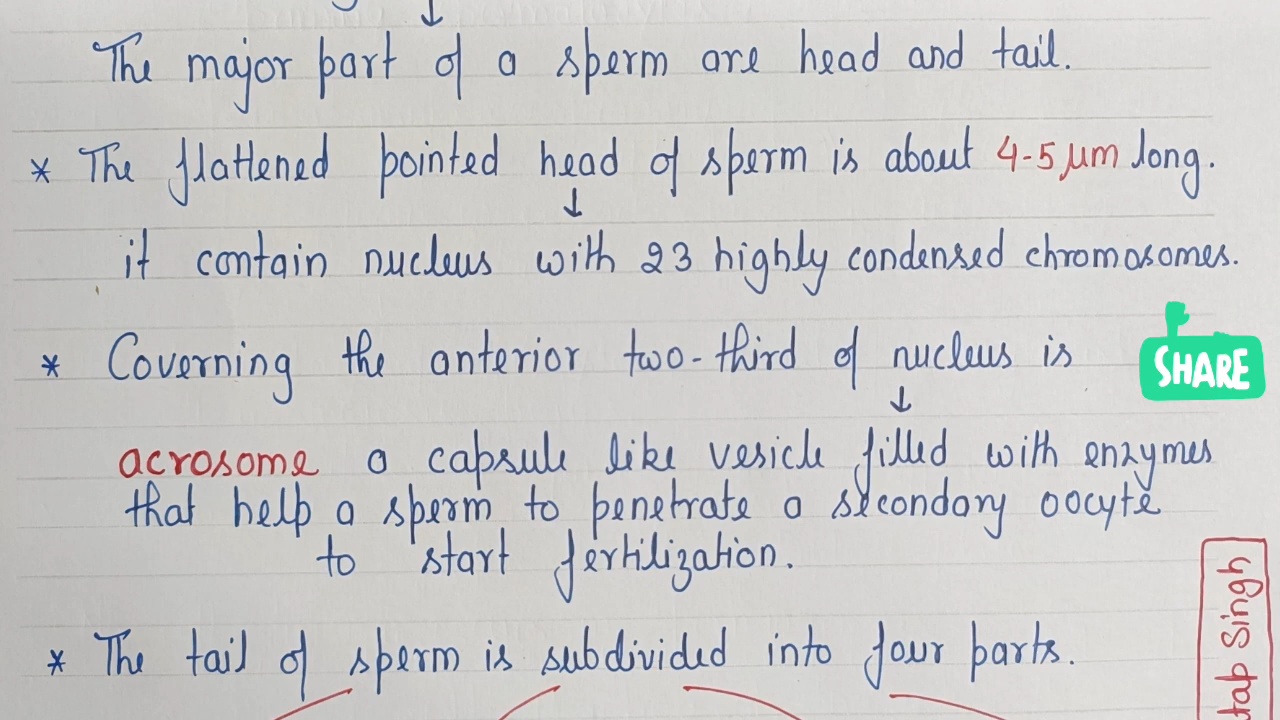 The major part of a sperm are head and tail.
* The flattened pointed head of sperm is about 4-5 µm long.
↓
it contain nucleus with 23 highly condensed chromosomes.
* Coverning the anterior two-third of nucleus is
↓
SHARE
acrosome a capsule like vesicle filled with enzymes
that help a sperm to penetrate a secondary oocyte
to start fertilization.
* The tail of sperm is subdivided into four parts.
tap Singh